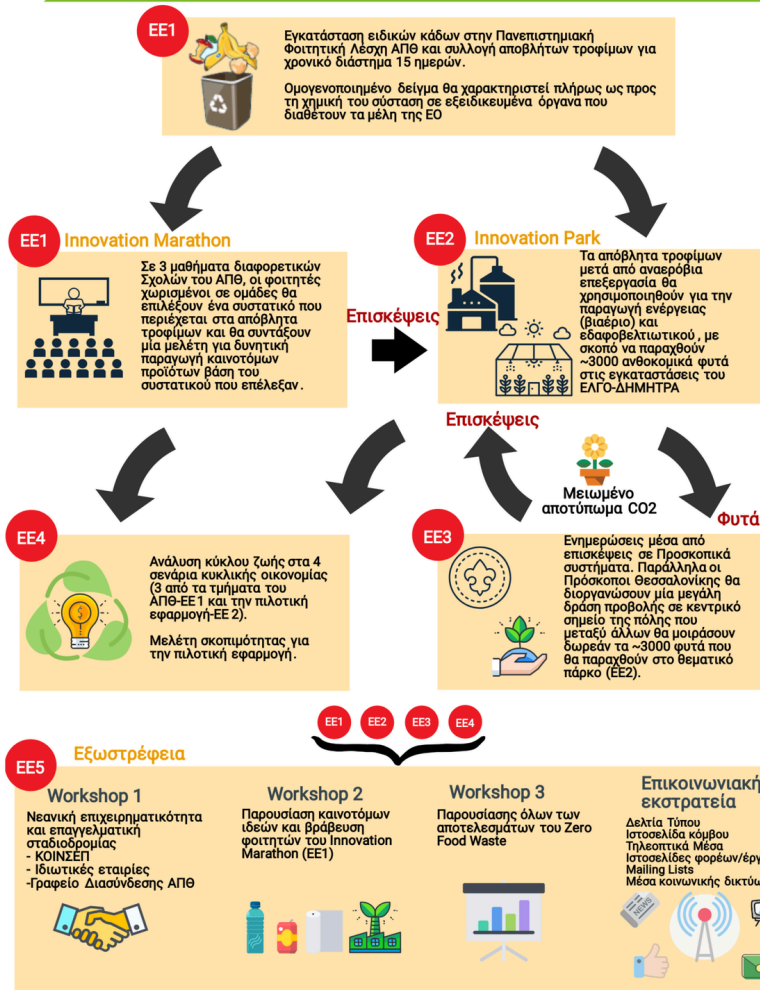 ΕΕ1
Εγκατάσταση ειδικών κάδων στην Πανεπιστημιακή
Φοιτητική Λέσχη ΑΠΘ και συλλογή αποβλήτων τροφίμων για
χρονικό διάστημα 15 ημερών.
Ομογενοποιημένο δείγμα θα χαρακτηριστεί πλήρως ως προς
τη χημική του σύσταση σε εξειδικευμένα όργανα που
διαθέτουν τα μέλη της ΕΟ
ΕΕ1
Innovation Marathon
Σε 3 μαθήματα διαφορετικών
Σχολών του ΑΠΘ, οι φοιτητές
χωρισμένοι σε ομάδες θα
επιλέξουν ένα συστατικό που
περιέχεται στα απόβλητα
τροφίμων και θα συντάξουν
μία μελέτη για δυνητική
παραγωγή καινοτόμων
προϊότων βάση του
συστατικού που επέλεξαν.
Επισκέψεις
ΕΕ2
Innovation Park
Τα απόβλητα τροφίμων
μετά από αναερόβια
επεξεργασία θα
χρησιμοποιηθούν για την
παραγωγή ενέργειας
(βιαέριο) και
εδαφοβελτιωτικού, με
σκοπό να παραχθούν
~3000 ανθοκομικά φυτά
στις εγκαταστάσεις του
ΕΛΓΟ-ΔΗΜΗΤΡΑ
Επισκέψεις
Μειωμένο
αποτύπωμα CO2
Φυτά
ΕΕ4
Ανάλυση κύκλου ζωής στα 4
σενάρια κυκλικής οικονομίας
(3 από τα τμήματα του
ΑΠΘ-ΕΕ1 και την πιλοτική
εφαρμογή-ΕΕ2).
Μελέτη σκοπιμότητας για
την πιλοτική εφαρμογή.
ΕΕ3
Ενημερώσεις μέσα από
επισκέψεις σε Προσκοπικά
συστήματα. Παράλληλα οι
Πρόσκοποι Θεσσαλονίκης θα
διοργανώσουν μία μεγάλη
δράση προβολής σε κεντρικό
σημείο της πόλης που
μεταξύ άλλων θα μοιράσουν
δωρεάν τα ~3000 φυτά που
θα παραχθούν στο θεματικό
πάρκο (ΕΕ2).
ΕΕ1 ΕΕ2 ΕΕ3 ΕΕ4
ΕΕ5
Εξωστρέφεια
Workshop 1
Νεανική επιχειρηματικότητα
και επαγγελματική
σταδιοδρομίας
- ΚΟΙΝΣΕΠ
- Ιδιωτικές εταιρίες
-Γραφείο Διασύνδεσης ΑΠΘ
Workshop 2
Παρουσίαση καινοτόμων
ιδεών και βράβευση
φοιτητών του Innovation
Marathon (ΕΕ1)
Workshop 3
Παρουσίασης όλων των
αποτελεσμάτων του Zero
Food Waste
Επικοινωνιακή
εκστρατεία
Δελτία Τύπου
Ιστοσελίδα κόμβου
Τηλεοπτικά Μέσα
Ιστοσελίδες φορέων/έργ
Mailing Lists
Μέσα κοινωνικής δικτύω
NEWS